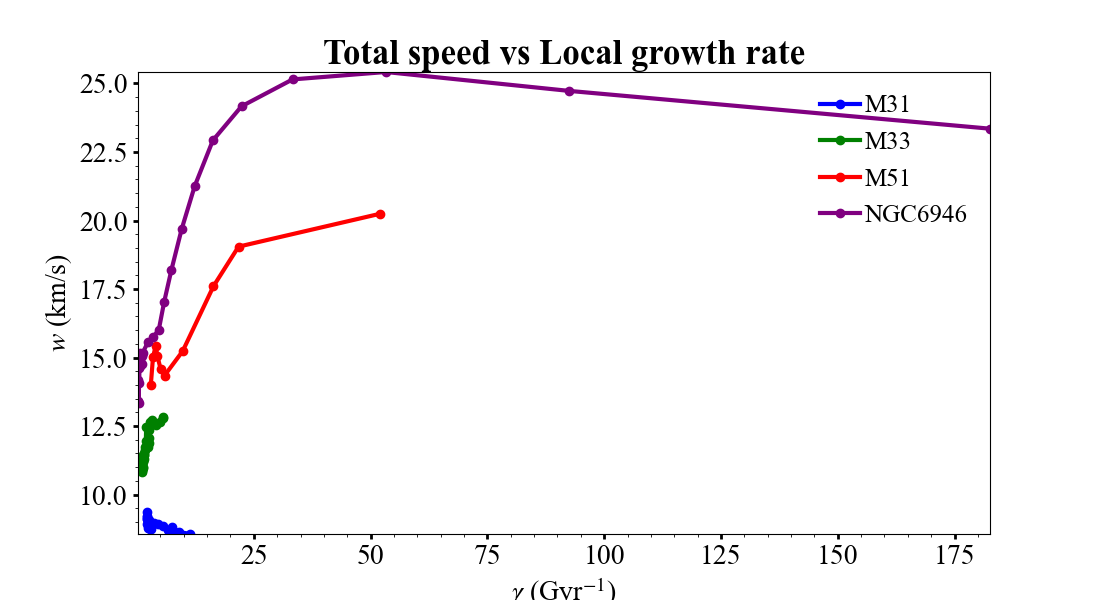 Total speed vs Local growth rate
25.0
22.5
20.0
17.5
15.0
12.5
10.0
w (km/s)
M31
M33
M51
NGC6946
25 50 75 100 125 150 175
γ (Gyr⁻¹)